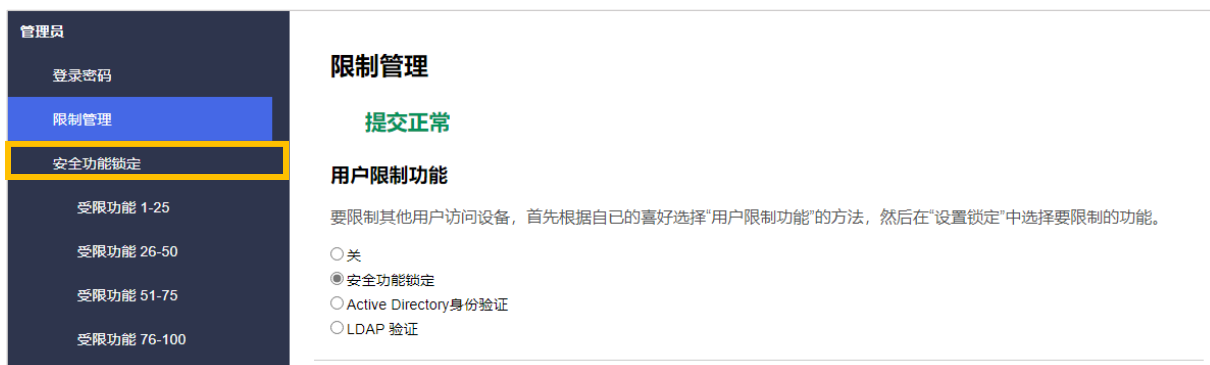 管理员
登录密码
限制管理
安全功能锁定
受限功能 1-25
受限功能 26-50
受限功能 51-75
受限功能 76-100
限制管理
提交正常
用户限制功能
要限制其他用户访问设备，首先根据自已的喜好选择“用户限制功能”的方法，然后在“设置锁定”中选择要限制的功能。
关
安全功能锁定
Active Directory身份验证
LDAP 验证